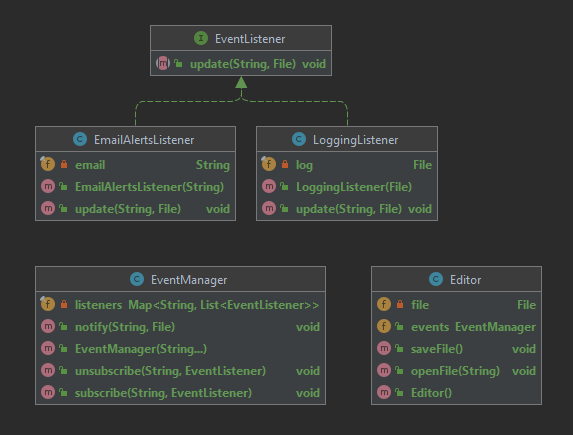 EventListener
update(String, File) void
EmailAlertsListener
email String
EmailAlertsListener(String)
update(String, File) void
LoggingListener
log File
LoggingListener(File)
update(String, File) void
EventManager
listeners Map<String, List<EventListener>>
notify(String, File) void
EventManager(String...)
unsubscribe(String, EventListener) void
subscribe(String, EventListener) void
Editor
file File
events EventManager
saveFile() void
openFile(String) void
Editor()